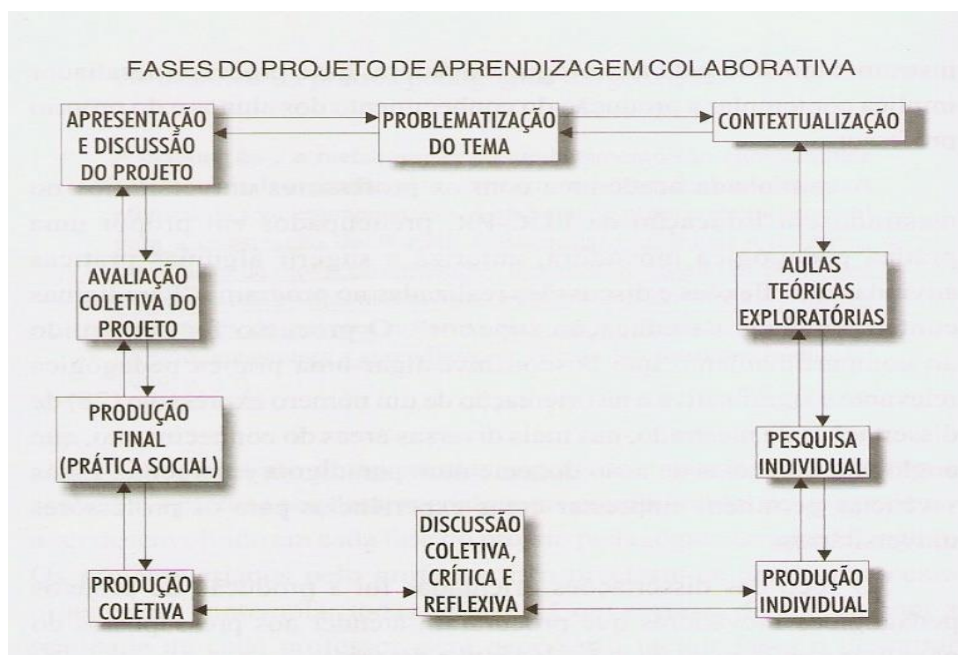 FASES DO PROJETO DE APRENDIZAGEM COLABORATIVA
APRESENTAÇÃO
E DISCUSSÃO
DO PROJETO
PROBLEMATIZAÇÃO
DO TEMA
CONTEXTUALIZAÇÃO
AULAS
TEÓRICAS
EXPLORATÓRIAS
PESQUISA
INDIVIDUAL
PRODUÇÃO
INDIVIDUAL
DISCUSSÃO
COLETIVA,
CRÍTICA E
REFLEXIVA
PRODUÇÃO
COLETIVA
PRODUÇÃO
FINAL
(PRÁTICA SOCIAL)
AVALIAÇÃO
COLETIVA DO
PROJETO